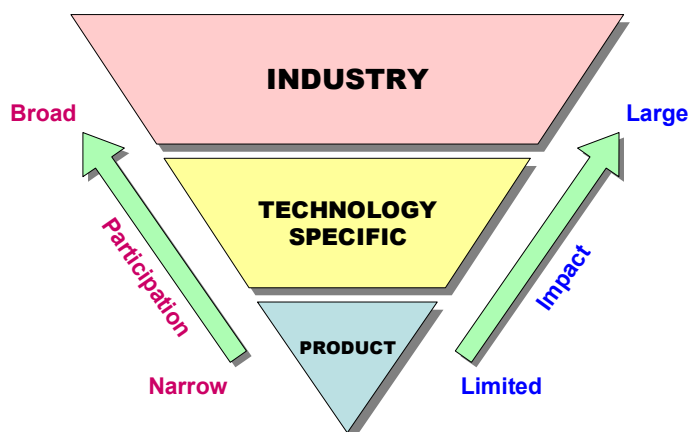 INDUSTRY
Broad
Large
TECHNOLOGY
SPECIFIC
Participation
Impact
PRODUCT
Narrow
Limited